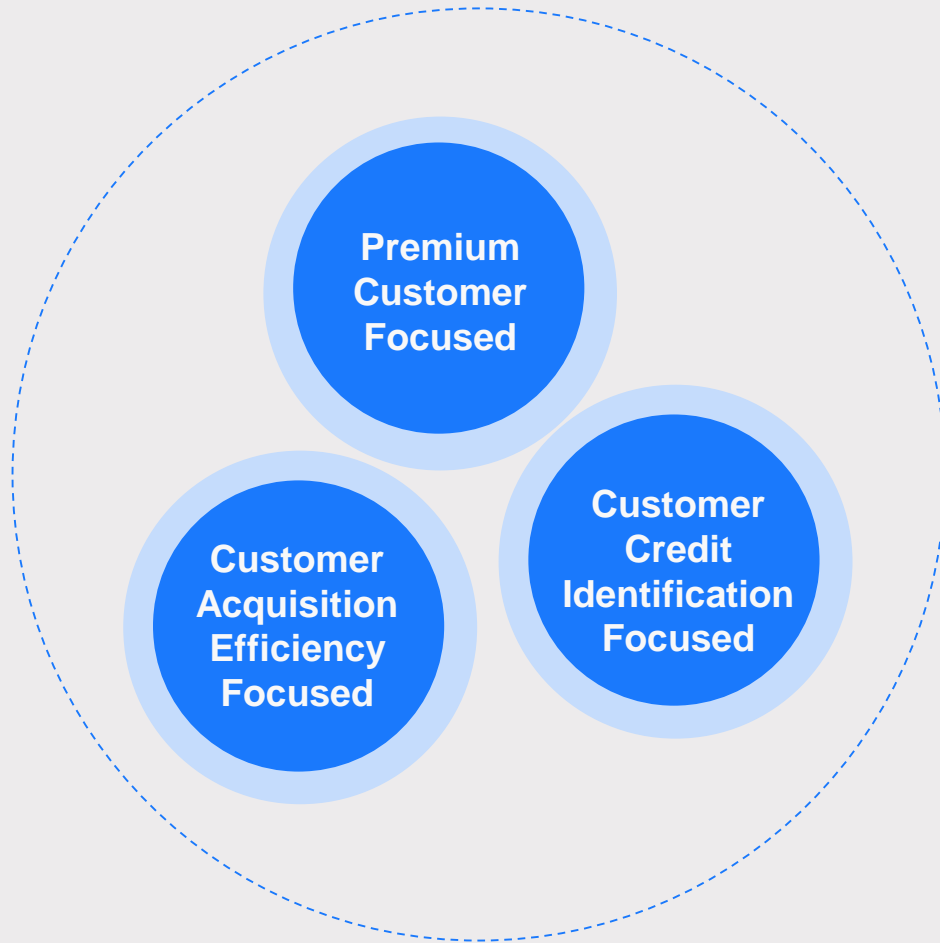 Premium
Customer
Focused
Customer
Acquisition
Efficiency
Focused
Customer
Credit
Identification
Focused